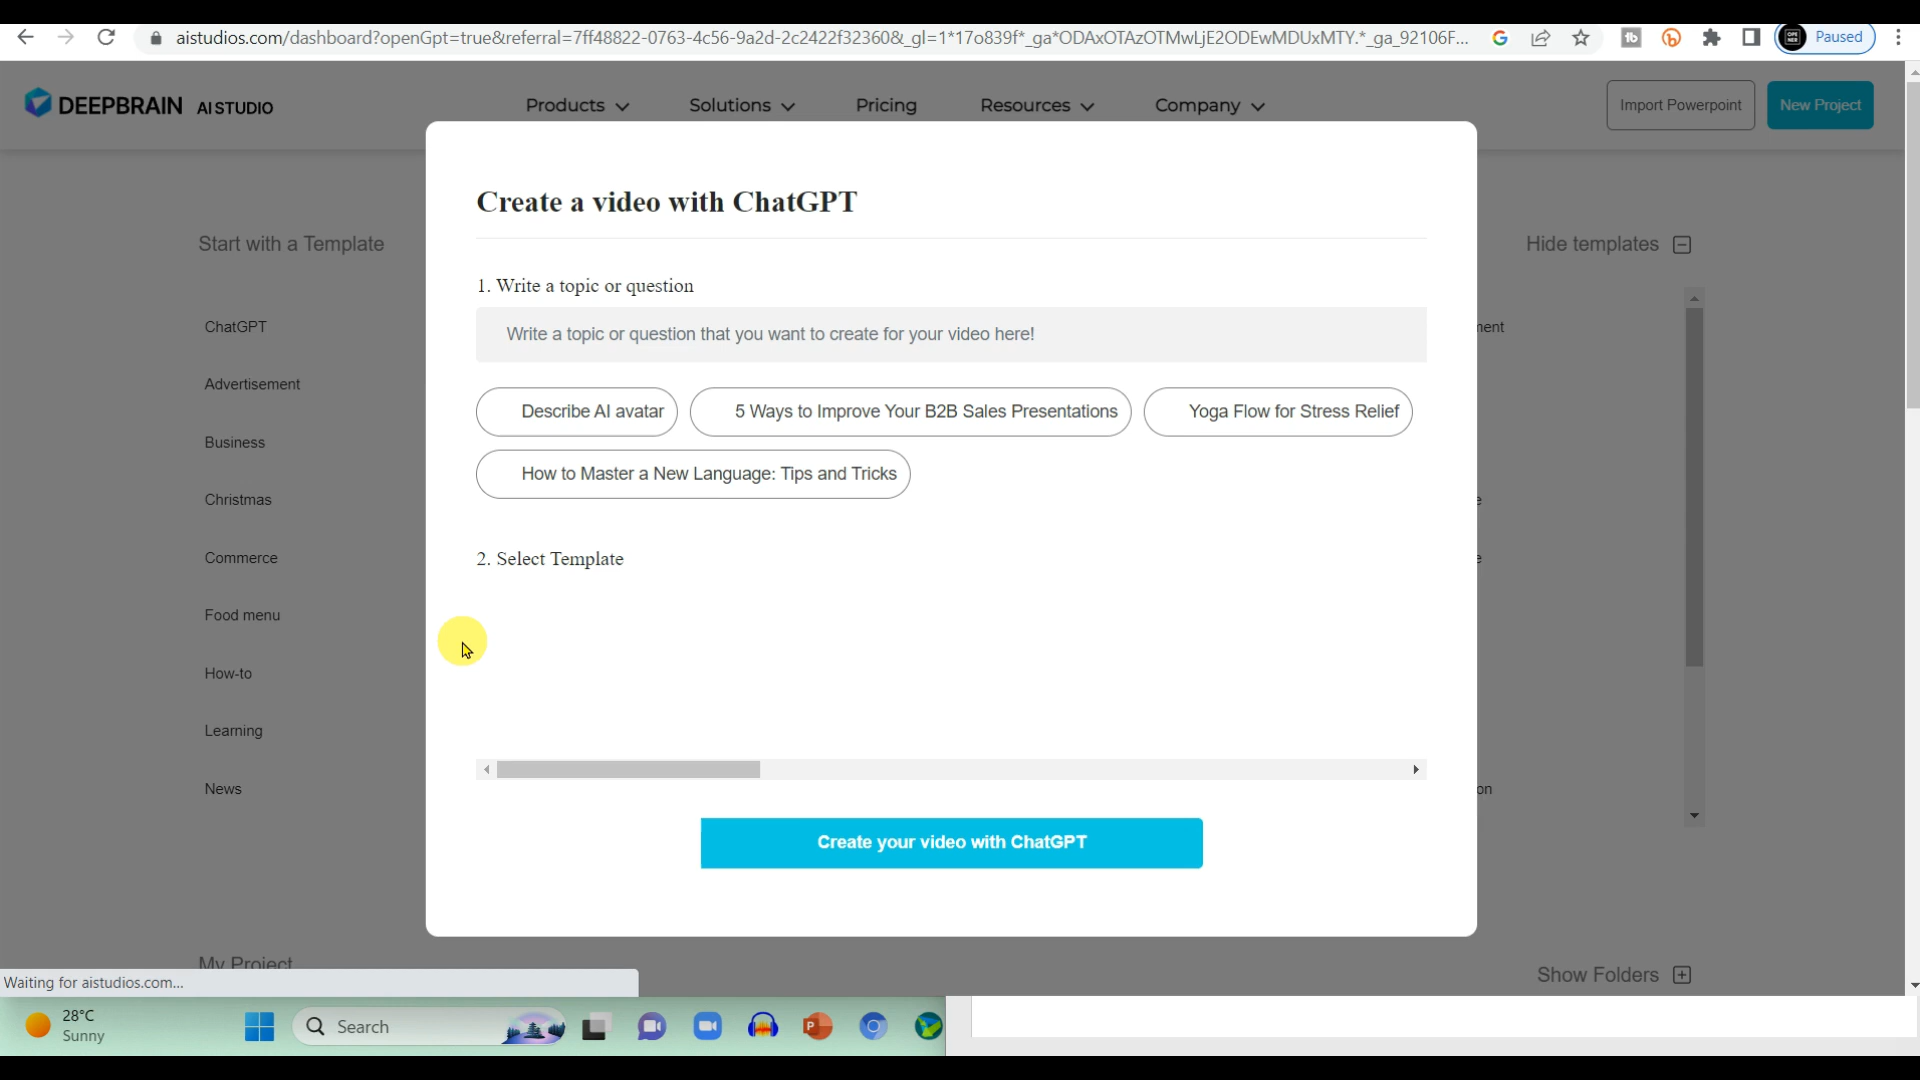 aistudios.com/dashboard?openGpt=true&referral=7ff48822-0763-4c56-9a2d-2c2422f32360&_gl=1*17o839f*_ga*ODAxOTAzOTMwLjE2ODEwMDUxMTY.*_ga_92106F...
Paused
DEEPBRAIN AI STUDIO
Products
Solutions
Pricing
Resources
Company
Import Powerpoint
New Project
Create a video with ChatGPT
Start with a Template
Hide templates
1. Write a topic or question
Write a topic or question that you want to create for your video here!
ChatGPT
Advertisement
Describe AI avatar
5 Ways to Improve Your B2B Sales Presentations
Yoga Flow for Stress Relief
Business
How to Master a New Language: Tips and Tricks
Christmas
Commerce
2. Select Template
Food menu
How-to
Learning
News
Create your video with ChatGPT
My Project
Show Folders
Waiting for aistudios.com...
28°C
Sunny
Search